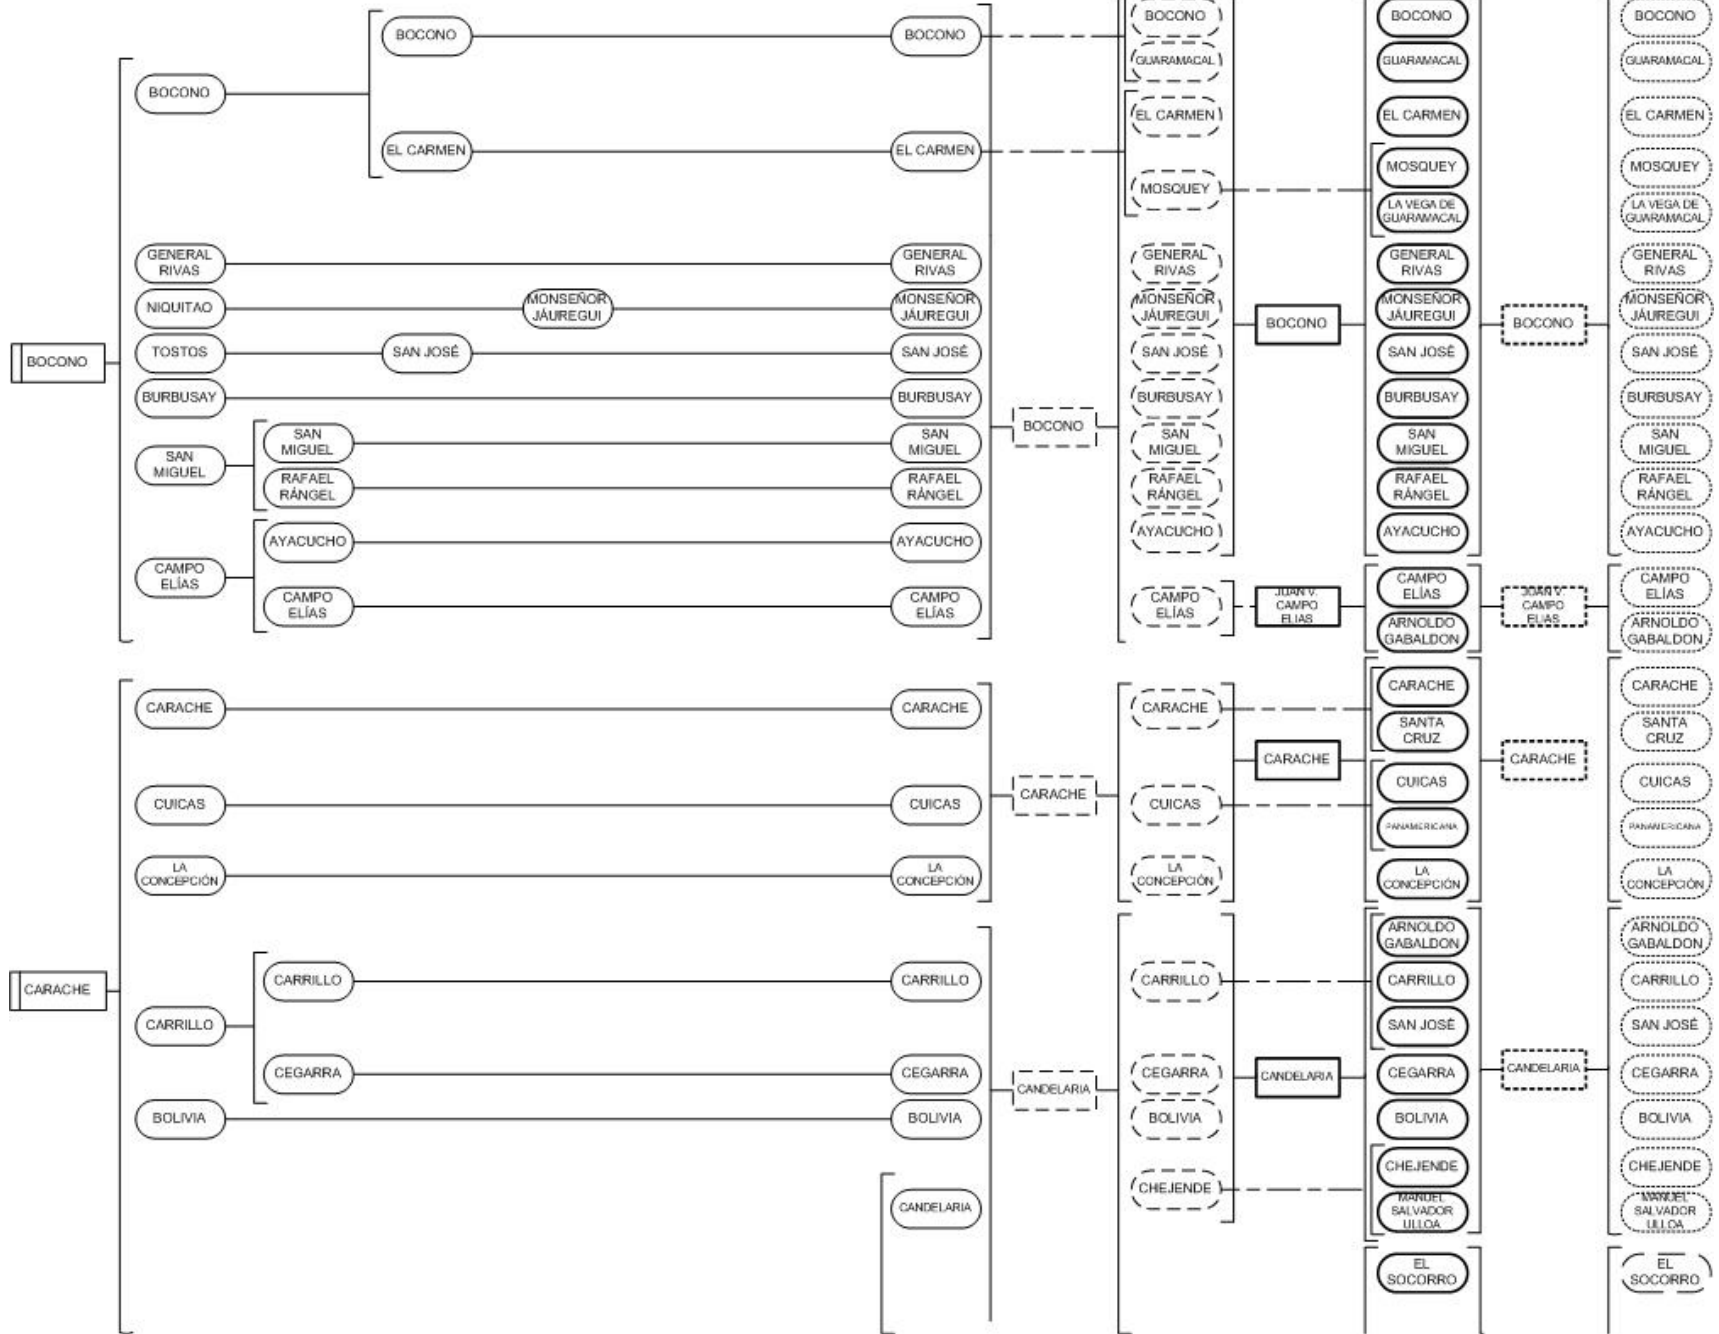 BOCONO
BOCONO
BOCONO
BOCONO
BOCONO
GUARAMACAL
GUARAMACAL
GUARAMACAL
BOCONO
EL CARMEN
EL CARMEN
EL CARMEN
EL CARMEN
EL CARMEN
MOSQUEY
MOSQUEY
MOSQUEY
LA VEGA DE
GUARAMACAL
LA VEGA DE
GUARAMACAL
GENERAL
RIVAS
GENERAL
RIVAS
GENERAL
RIVAS
GENERAL
RIVAS
GENERAL
RIVAS
NIQUITAO
MONSEÑOR
JÁUREGUI
MONSEÑOR
JÁUREGUI
MONSEÑOR
JÁUREGUI
MONSEÑOR
JÁUREGUI
MONSEÑOR
JÁUREGUI
BOCONO
BOCONO
BOCONO
TOSTOS
SAN JOSÉ
SAN JOSÉ
SAN JOSÉ
SAN JOSÉ
SAN JOSÉ
BURBUSAY
BURBUSAY
BURBUSAY
BURBUSAY
BURBUSAY
BOCONO
SAN
MIGUEL
SAN
MIGUEL
SAN
MIGUEL
SAN
MIGUEL
SAN
MIGUEL
SAN
MIGUEL
RAFAEL
RÁNGEL
RAFAEL
RÁNGEL
RAFAEL
RÁNGEL
RAFAEL
RÁNGEL
RAFAEL
RÁNGEL
AYACUCHO
AYACUCHO
AYACUCHO
AYACUCHO
AYACUCHO
CAMPO
ELÍAS
CAMPO
ELÍAS
CAMPO
ELÍAS
CAMPO
ELÍAS
JUAN V.
CAMPO
ELIAS
CAMPO
ELÍAS
JUAN V.
CAMPO
ELIAS
CAMPO
ELÍAS
ARNOLDO
GABALDON
ARNOLDO
GABALDON
CARACHE
CARACHE
CARACHE
CARACHE
CARACHE
SANTA
CRUZ
SANTA
CRUZ
CARACHE
CARACHE
CARACHE
CUICAS
CUICAS
CUICAS
CUICAS
CUICAS
PANAMERICANA
PANAMERICANA
LA
CONCEPCIÓN
LA
CONCEPCIÓN
LA
CONCEPCIÓN
LA
CONCEPCIÓN
LA
CONCEPCIÓN
ARNOLDO
GABALDON
ARNOLDO
GABALDON
CARACHE
CARRILLO
CARRILLO
CARRILLO
CARRILLO
CARRILLO
CARRILLO
SAN JOSÉ
SAN JOSÉ
CEGARRA
CEGARRA
CANDELARIA
CEGARRA
CANDELARIA
CEGARRA
CANDELARIA
CEGARRA
BOLIVIA
BOLIVIA
BOLIVIA
BOLIVIA
BOLIVIA
CHEJENDE
CHEJENDE
CHEJENDE
CANDELARIA
MANUEL
SALVADOR
ULLOA
MANUEL
SALVADOR
ULLOA
EL
SOCORRO
EL
SOCORRO